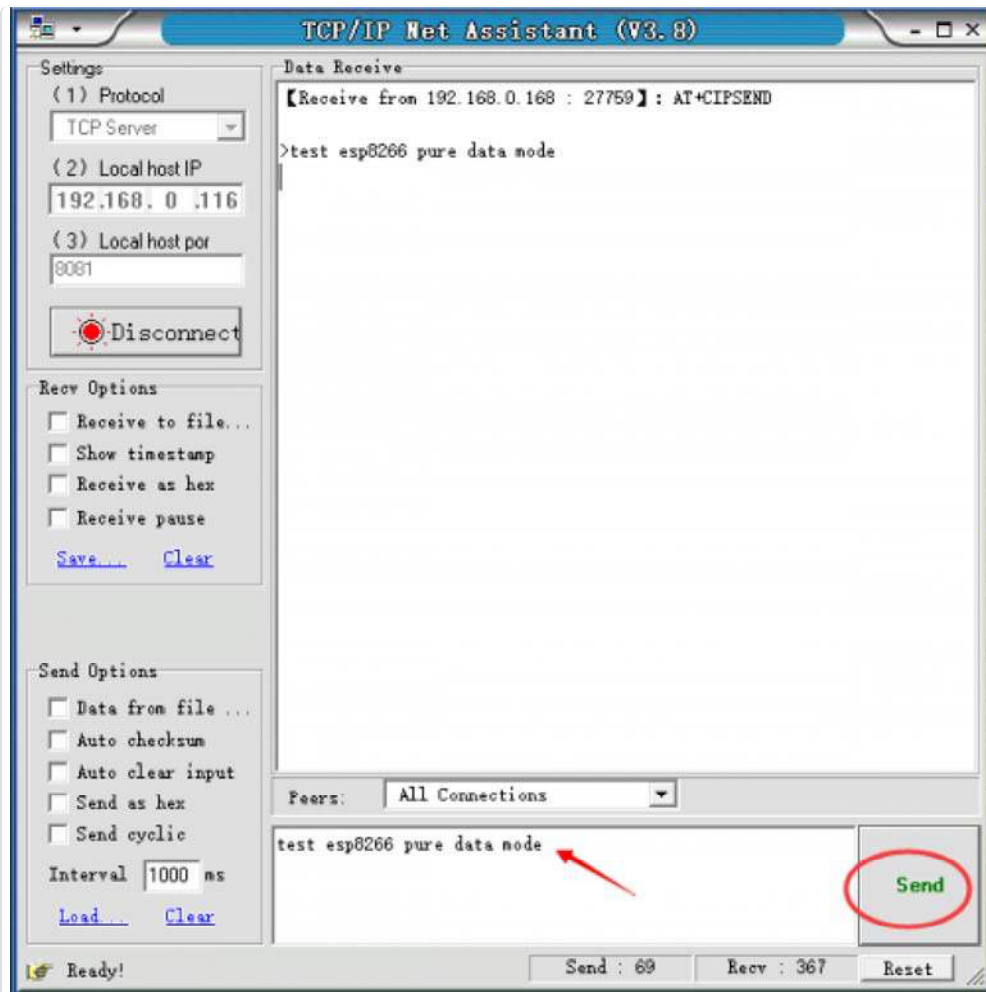 TCP/IP Net Assistant (V3.8)
Settings
(1) Protocol
TCP Server
(2) Local host IP
192.168. 0 .116
(3) Local host por
8081
Disconnect
Recv Options
Receive to file...
Show timestamp
Receive as hex
Receive pause
Save... Clear
Send Options
Data from file ...
Auto checksum
Auto clear input
Send as hex
Send cyclic
Interval 1000 ms
Load... Clear
Data Receive
【Receive from 192.168.0.168 : 27759】: AT+CIPSEND
>test esp8266 pure data mode
Peers: All Connections
test esp8266 pure data mode
Send
Ready!
Send : 69
Recv : 367
Reset